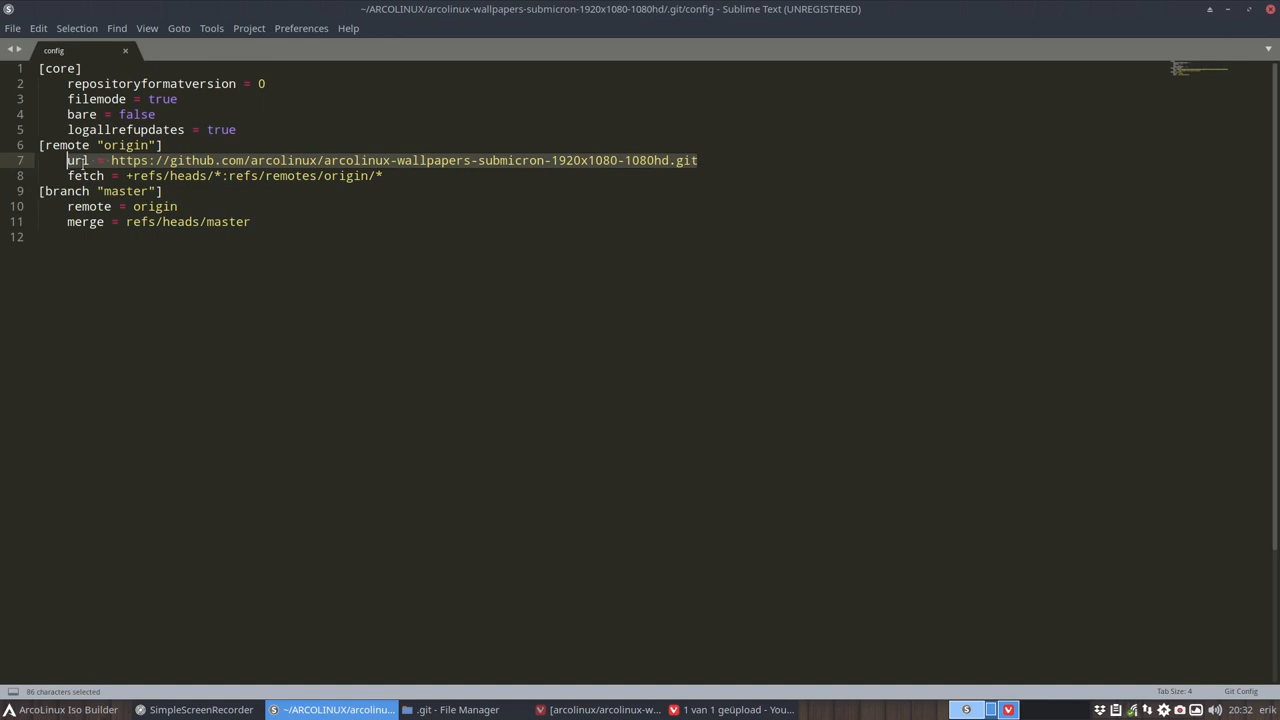 ~/ARCOLINUX/arcolinux-wallpapers-submicron-1920x1080-1080hd/.git/config - Sublime Text (UNREGISTERED)
File Edit Selection View Goto Tools Project Preferences Help
config
1 [core]
2 repositoryformatversion = 0
3 filemode = true
4 bare = false
5 logallrefupdates = true
6 [remote "origin"]
7 url = https://github.com/arcolinux/arcolinux-wallpapers-submicron-1920x1080-1080hd.git
8 fetch = +refs/heads/*:refs/remotes/origin/*
9 [branch "master"]
10 remote = origin
11 merge = refs/heads/master
12
86 characters selected Tab Size: 4 Git Config
ArcoLinux Iso Builder SimpleScreenRecorder ~/ARCOLINUX/arcolinu... .git - File Manager [arcolinux/arcolinux-w... 1 van 1 geüpload - You... 20:32 erik